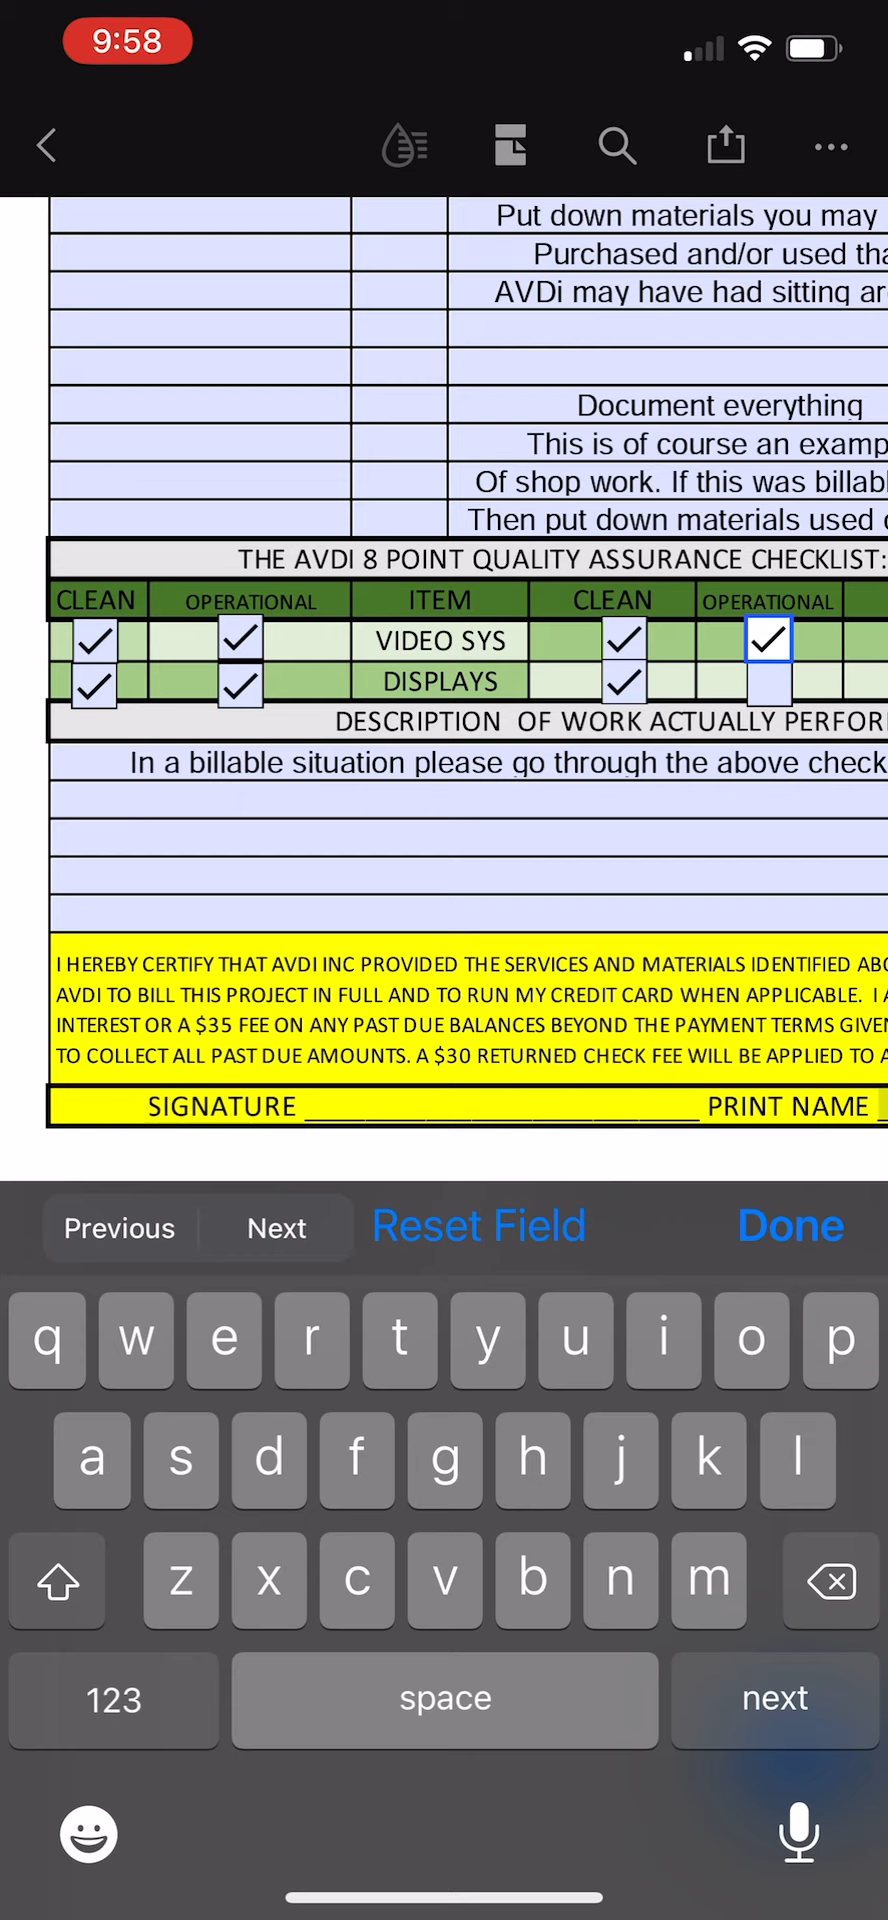 9:58
Put down materials you may
Purchased and/or used tha
AVDi may have had sitting ar
Document everything
This is of course an examp
Of shop work. If this was billabl
Then put down materials used
THE AVDI 8 POINT QUALITY ASSURANCE CHECKLIST:
CLEAN OPERATIONAL ITEM CLEAN OPERATIONAL
VIDEO SYS
DISPLAYS
DESCRIPTION OF WORK ACTUALLY PERFOR
In a billable situation please go through the above check
I HEREBY CERTIFY THAT AVDI INC PROVIDED THE SERVICES AND MATERIALS IDENTIFIED ABO
AVDI TO BILL THIS PROJECT IN FULL AND TO RUN MY CREDIT CARD WHEN APPLICABLE. I A
INTEREST OR A $35 FEE ON ANY PAST DUE BALANCES BEYOND THE PAYMENT TERMS GIVEN
TO COLLECT ALL PAST DUE AMOUNTS. A $30 RETURNED CHECK FEE WILL BE APPLIED TO A
SIGNATURE ____________________ PRINT NAME
Previous Next Reset Field Done
q w e r t y u i o p
a s d f g h j k l
z x c v b n m
123 space next